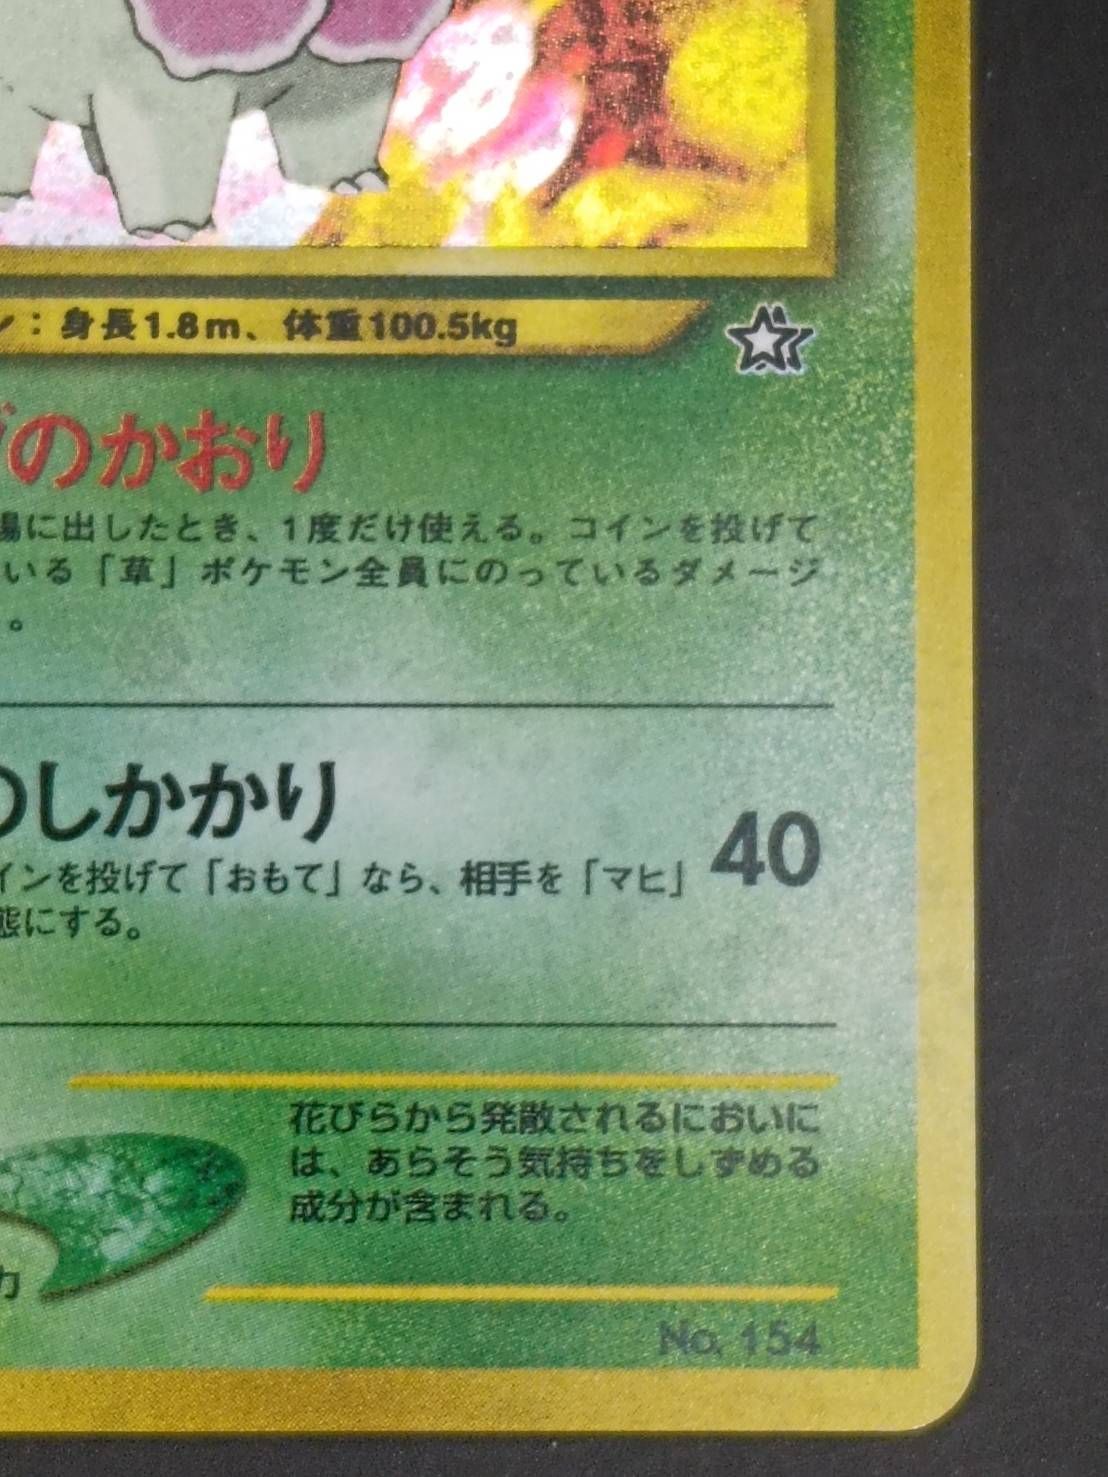 ン：身長1.8m、体重100.5kg
のかおり
場に出したとき、1度だけ使える。コインを投げて
いる「草」ポケモン全員にのっているダメージ
。
のしかかり
40
インを投げて「おもて」なら、相手を「マヒ」
態にする。
花びらから発散されるにおいに
は、あらそう気持ちをしずめる
成分が含まれる。
カ
No. 154